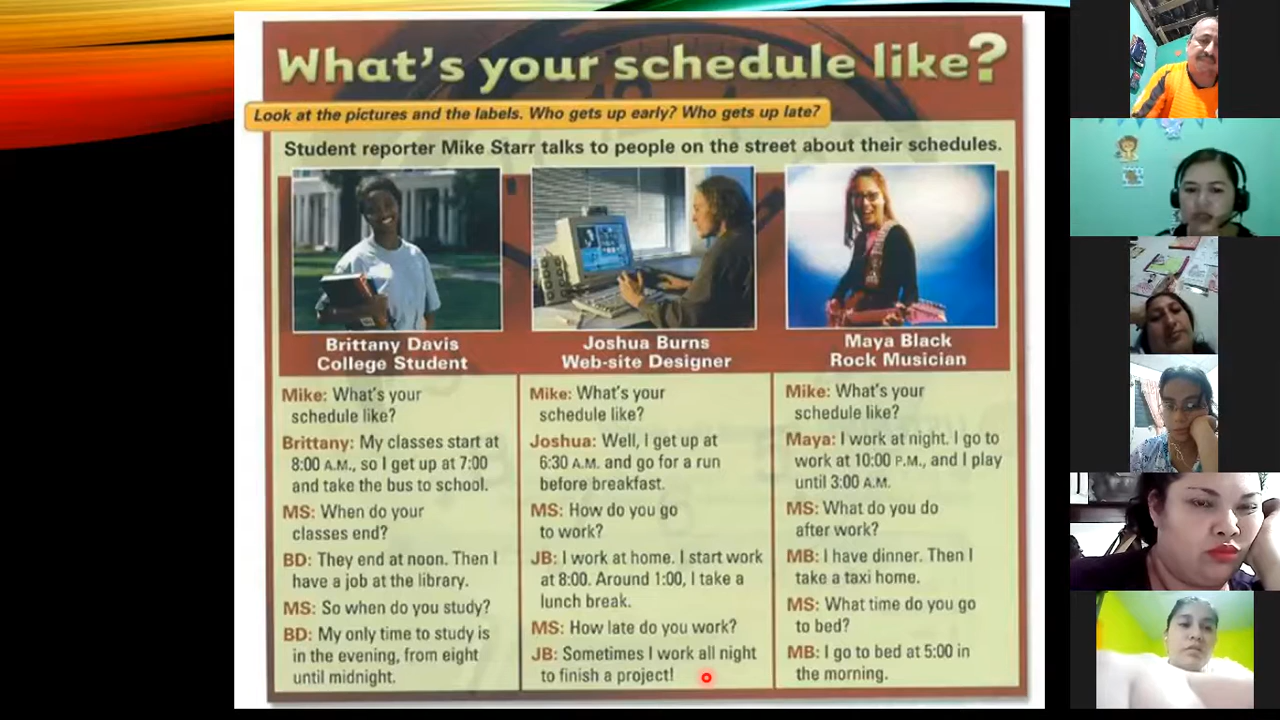 What's your schedule like?
Look at the pictures and the labels. Who gets up early? Who gets up late?
Student reporter Mike Starr talks to people on the street about their schedules.
Brittany Davis
College Student
Mike: What's your
schedule like?
Brittany: My classes start at
8:00 A.M., so I get up at 7:00
and take the bus to school.
MS: When do your
classes end?
BD: They end at noon. Then I
have a job at the library.
MS: So when do you study?
BD: My only time to study is
in the evening, from eight
until midnight.
Joshua Burns
Web-site Designer
Mike: What's your
schedule like?
Joshua: Well, I get up at
6:30 A.M. and go for a run
before breakfast.
MS: How do you go
to work?
JB: I work at home. I start work
at 8:00. Around 1:00, I take a
lunch break.
MS: How late do you work?
JB: Sometimes I work all night
to finish a project!
Maya Black
Rock Musician
Mike: What's your
schedule like?
Maya: I work at night. I go to
work at 10:00 P.M., and I play
until 3:00 A.M.
MS: What do you do
after work?
MB: I have dinner. Then I
take a taxi home.
MS: What time do you go
to bed?
MB: I go to bed at 5:00 in
the morning.